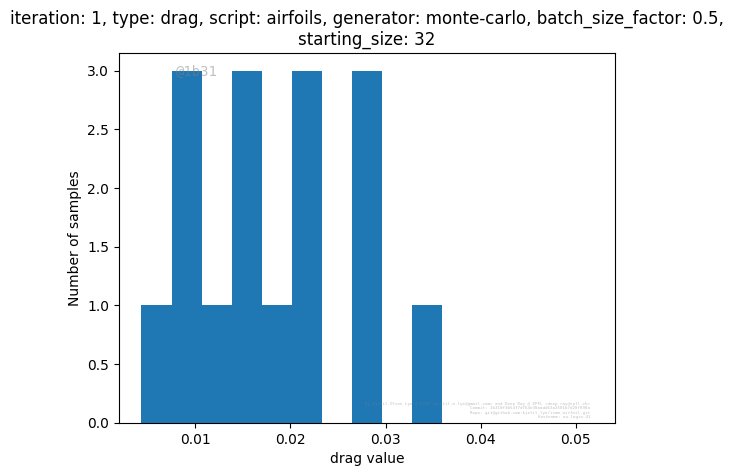 iteration: 1, type: drag, script: airfoils, generator: monte-carlo, batch_size_factor: 0.5,
starting_size: 32
@1b31
3.0
2.5
2.0
1.5
1.0
0.5
0.0
Number of samples
0.01
0.02
0.03
0.04
0.05
drag value